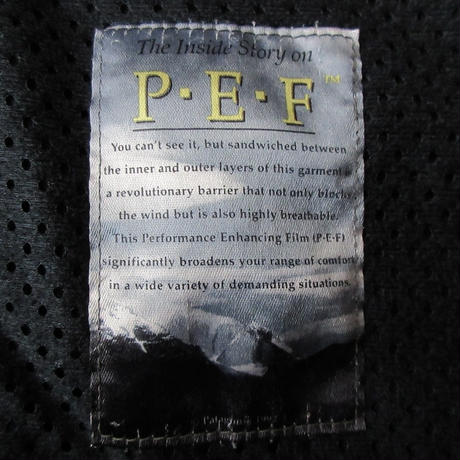 The Inside Story on
P·E·F™
You can't see it, but sandwiched between
the inner and outer layers of this garment is
a revolutionary barrier that not only blocks
the wind but is also highly breathable.
This Performance Enhancing Film (P·E·F)
significantly broadens your range of comfort
in a wide variety of demanding situations.